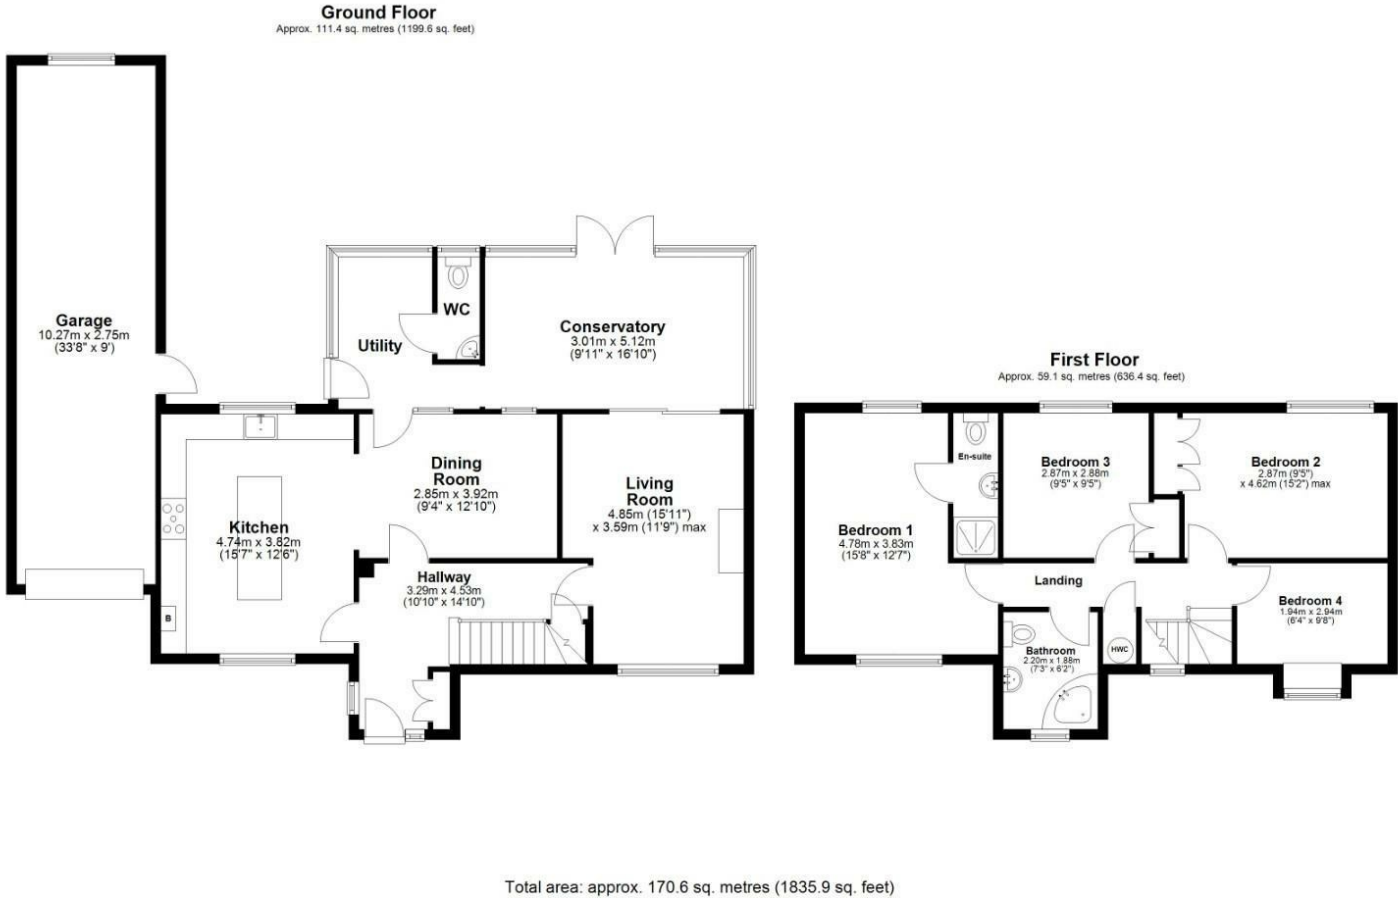 Ground Floor
Approx. 111.4 sq. metres (1199.6 sq. feet)
Garage
10.27m x 2.75m
(33'8" x 9')
WC
Utility
Conservatory
3.01m x 5.12m
(9'11" x 16'10")
Dining
Room
2.85m x 3.92m
(9'4" x 12'10")
Living
Room
4.85m (15'11")
x 3.59m (11'9") max
Kitchen
4.74m x 3.82m
(15'7" x 12'6")
Hallway
3.29m x 4.53m
(10'10" x 14'10")
B
First Floor
Approx. 59.1 sq. metres (636.4 sq. feet)
En-suite
Bedroom 3
2.87m x 2.88m
(9'5" x 9'5")
Bedroom 2
2.87m (9'5")
x 4.62m (15'2") max
Bedroom 1
4.78m x 3.83m
(15'8" x 12'7")
Landing
Bedroom 4
1.94m x 2.94m
(6'4" x 9'8")
Bathroom
2.20m x 1.88m
(7'3" x 6'2")
HWC
Total area: approx. 170.6 sq. metres (1835.9 sq. feet)